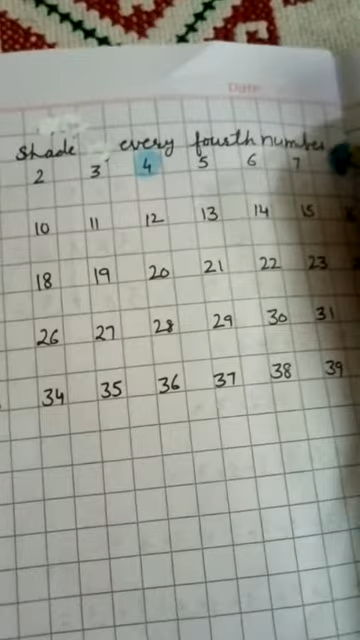 Date
Shade every fourth number
2 3 4 5 6 7
10 11 12 13 14 15
18 19 20 21 22 23
26 27 28 29 30 31
34 35 36 37 38 39